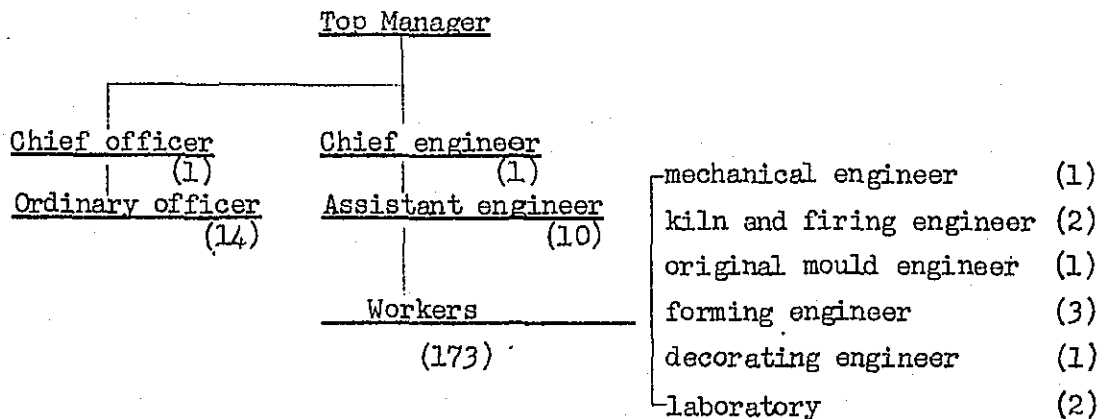 Top Manager
Chief officer (1)
Chief engineer (1)
Ordinary officer (14)
Assistant engineer (10)
Workers (173)
mechanical engineer (1)
kiln and firing engineer (2)
original mould engineer (1)
forming engineer (3)
decorating engineer (1)
laboratory (2)